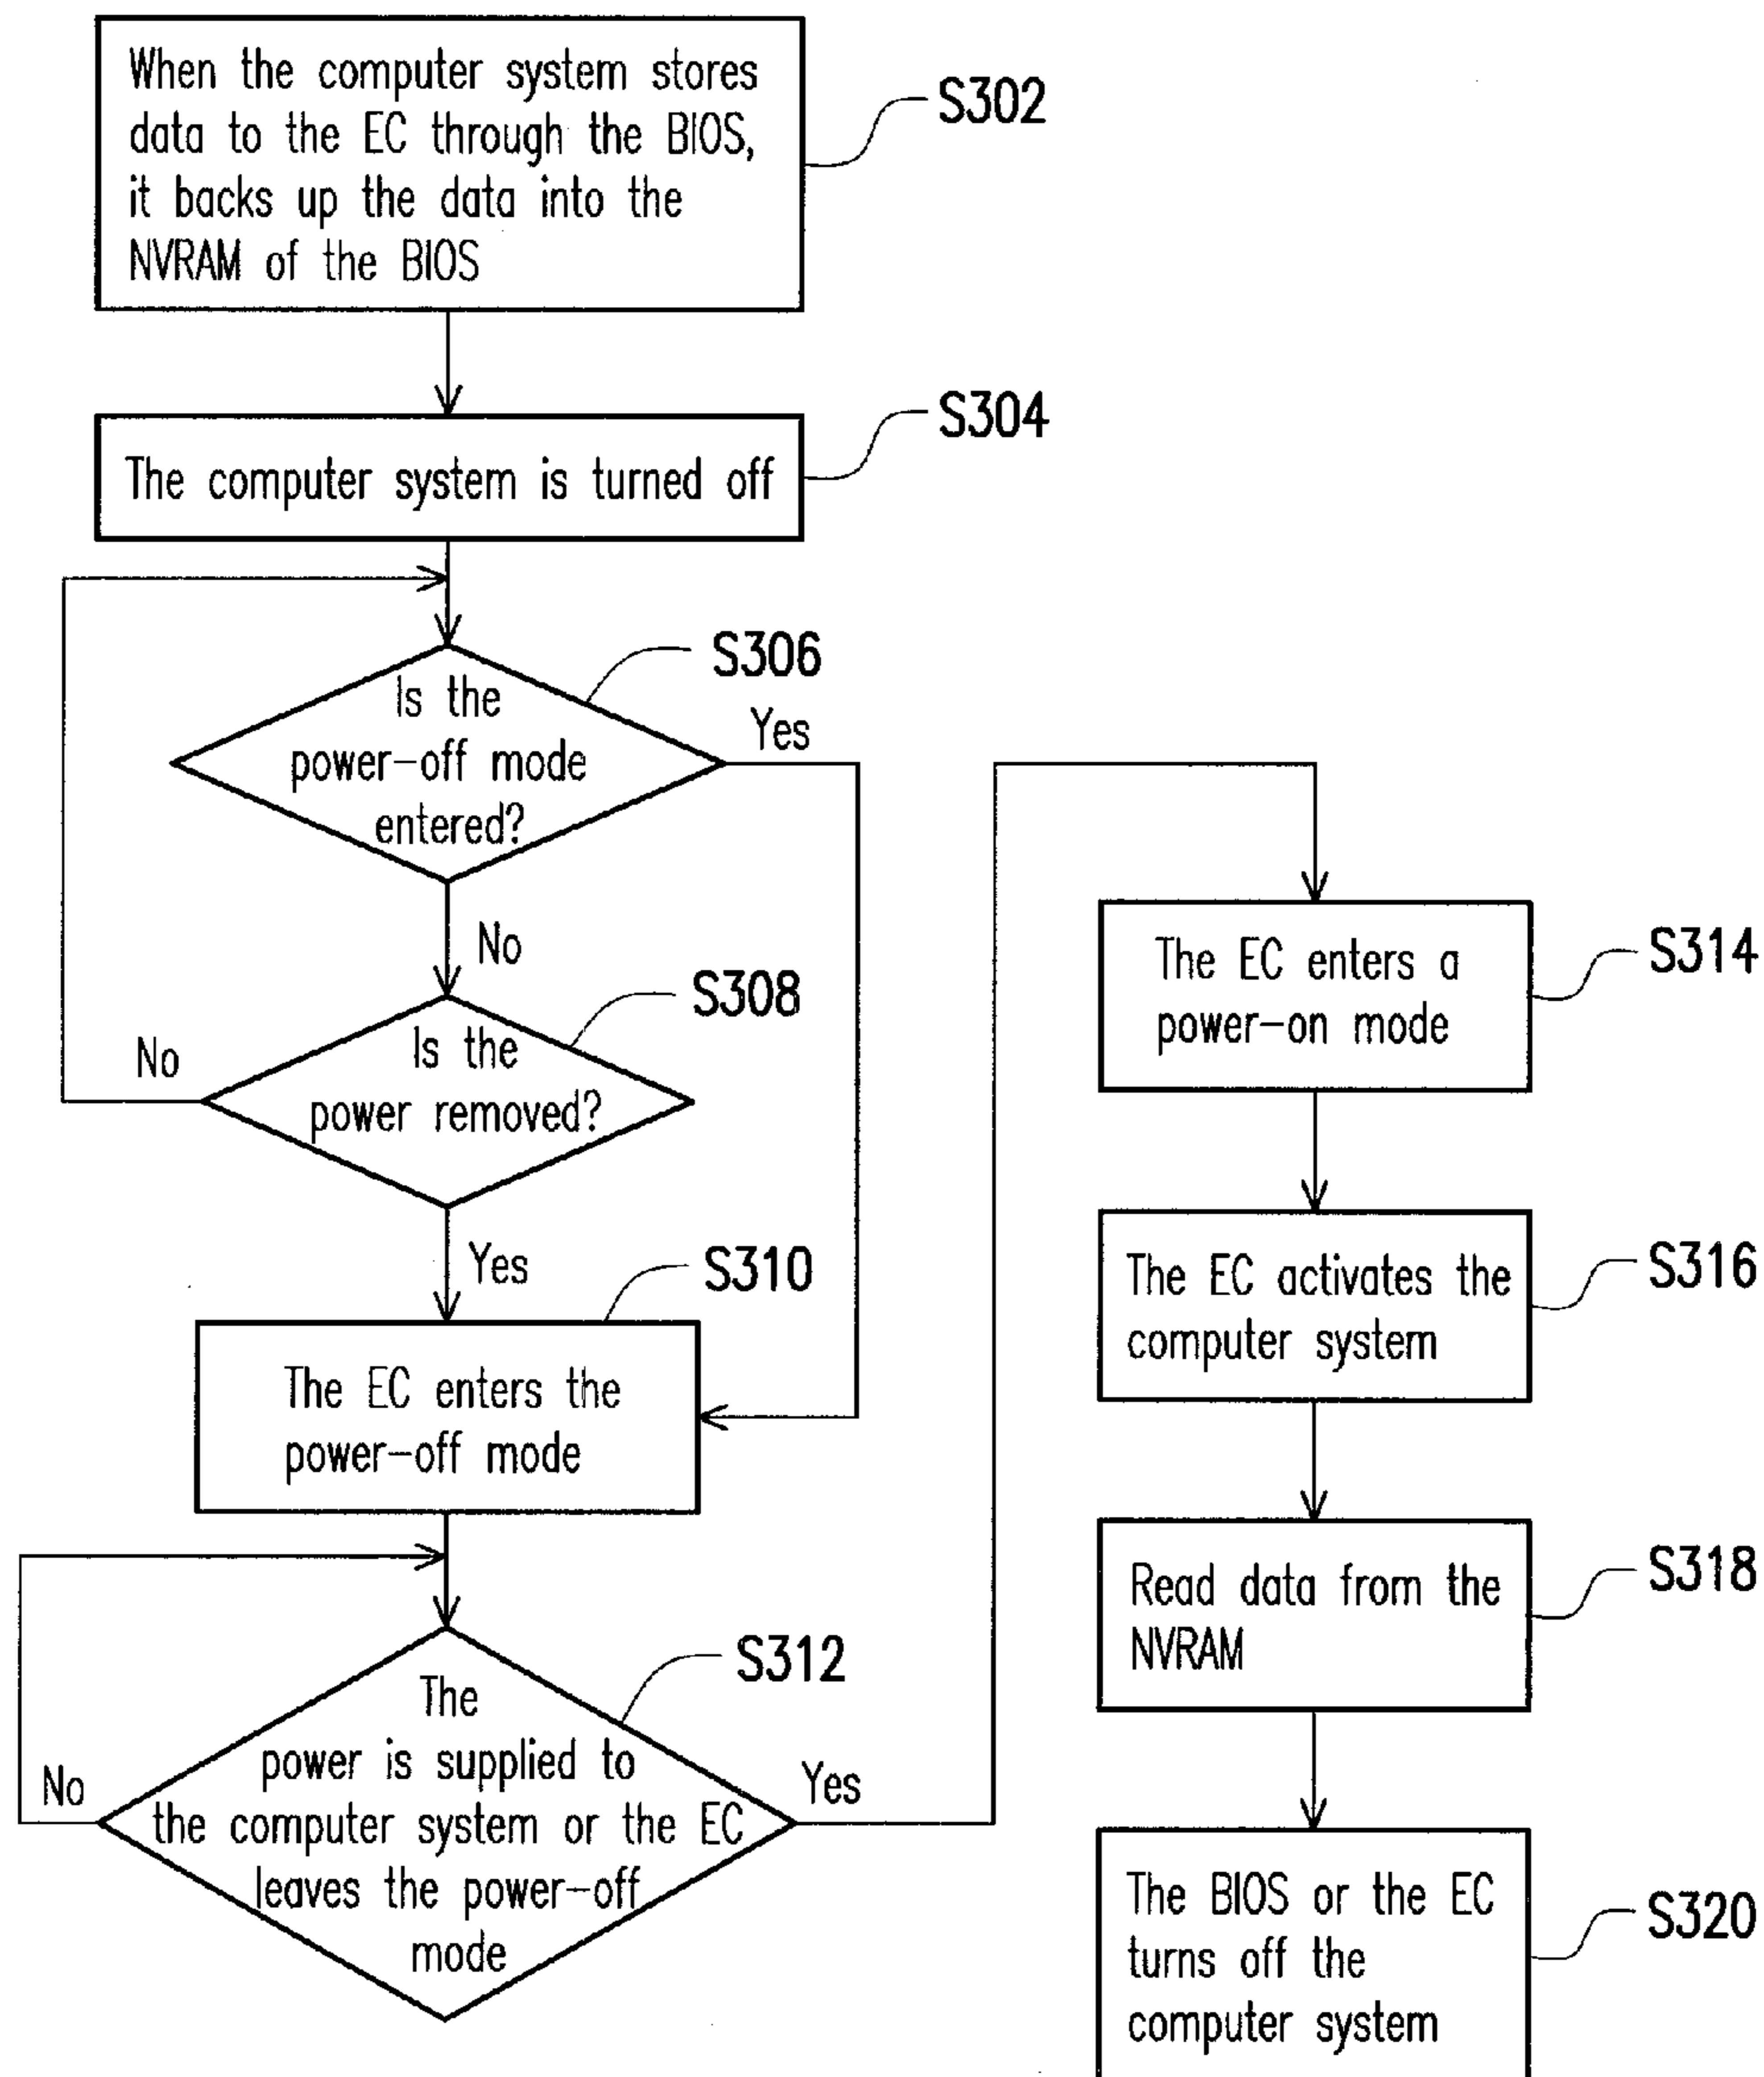 When the computer system stores
data to the EC through the BIOS,
it backs up the data into the
NVRAM of the BIOS
S302
The computer system is turned off
S304
Is the
power-off mode
entered?
S306
Yes
No
Is the
power removed?
S308
No
Yes
The EC enters the
power-off mode
S310
The
power is supplied to
the computer system or the EC
leaves the power-off
mode
S312
No
Yes
The EC enters a
power-on mode
S314
The EC activates the
computer system
S316
Read data from the
NVRAM
S318
The BIOS or the EC
turns off the
computer system
S320